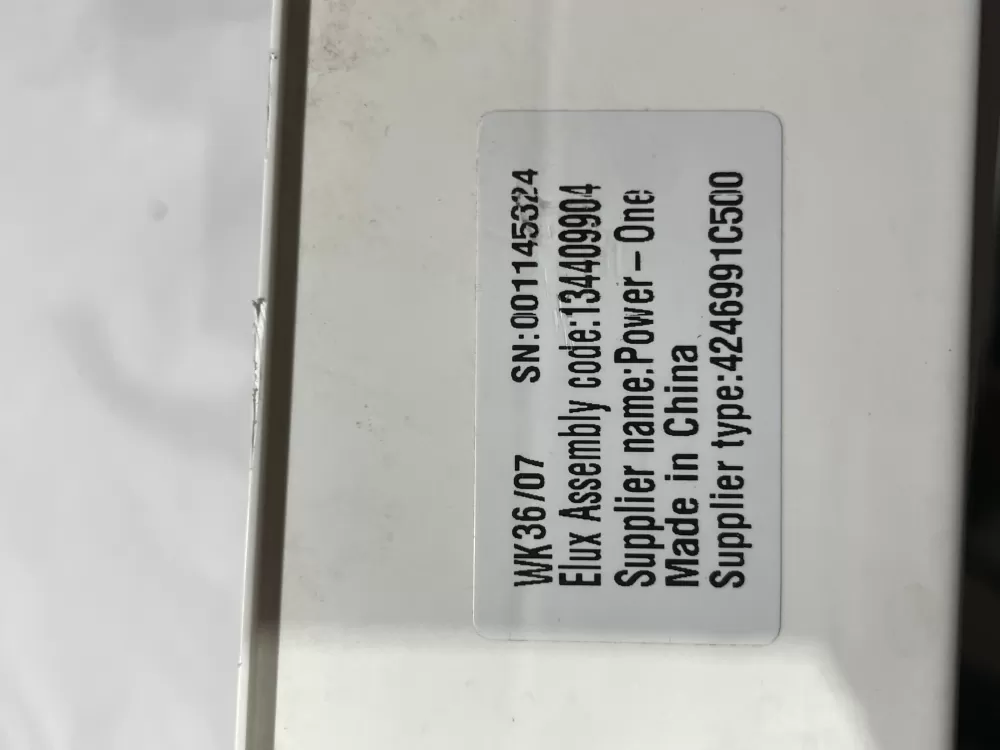 WK36/07 SN:001145324
Elux Assembly code:134409904
Supplier name:Power-One
Made in China
Supplier type:4246991C500